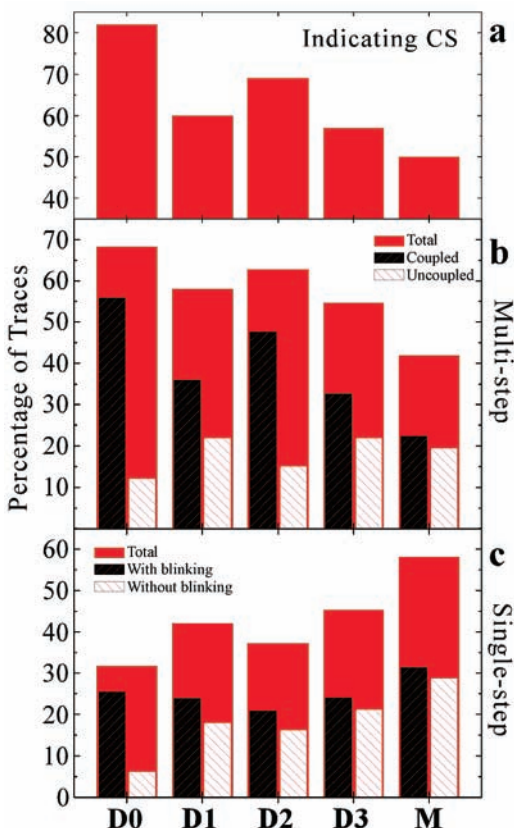 a
Indicating CS
80
70
60
50
40
Percentage of Traces
b
Total
Coupled
Uncoupled
70
60
50
40
30
20
10
Multi-step
c
Total
With blinking
Without blinking
60
50
40
30
20
10
0
Single-step
D0 D1 D2 D3 M